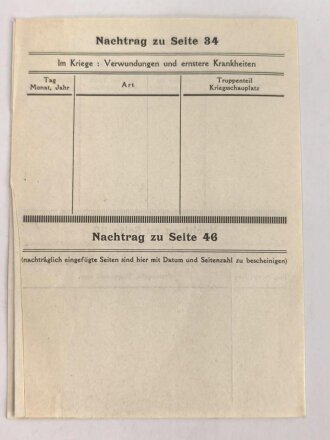 Nachtrag zu Seite 34
Im Kriege : Verwundungen und ernstere Krankheiten
Tag
Monat, Jahr
Art
Truppenteil
Kriegsschauplatz
Nachtrag zu Seite 46
(nachträglich eingefügte Seiten sind hier mit Datum und Seitenzahl zu bescheinigen)